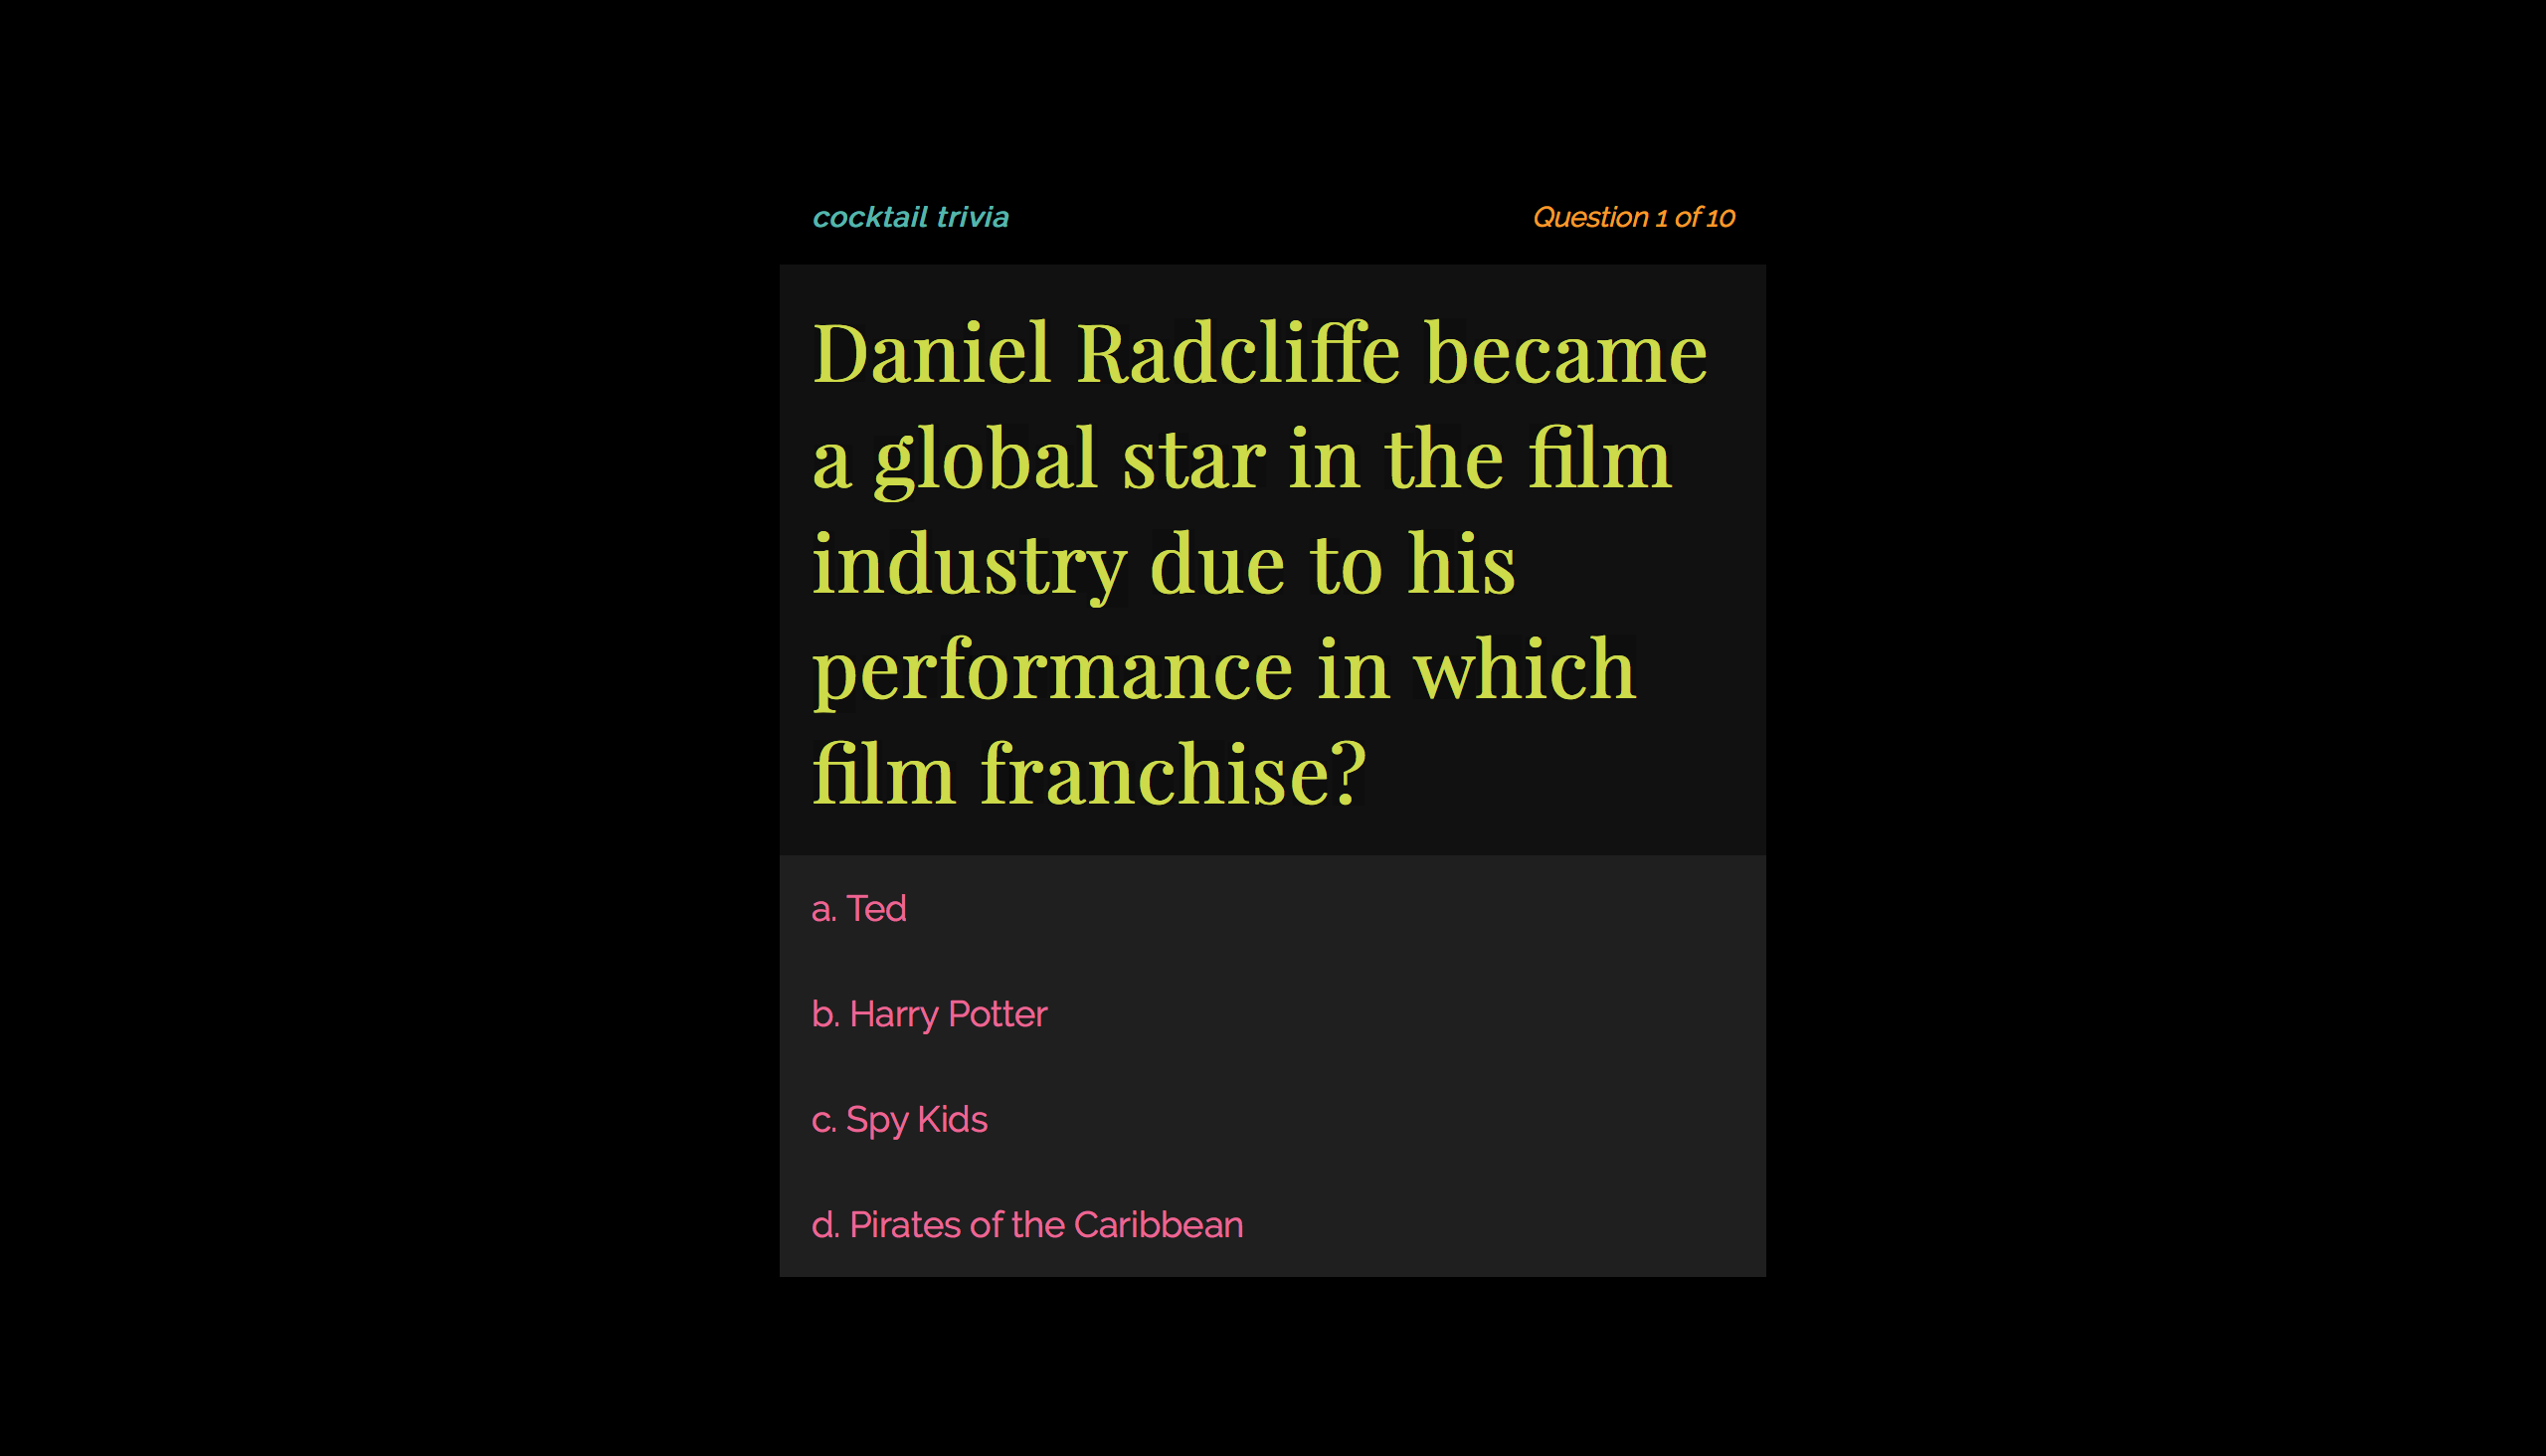 cocktail trivia
Question 1 of 10
Daniel Radcliffe became
a global star in the film
industry due to his
performance in which
film franchise?
a. Ted
b. Harry Potter
c. Spy Kids
d. Pirates of the Caribbean